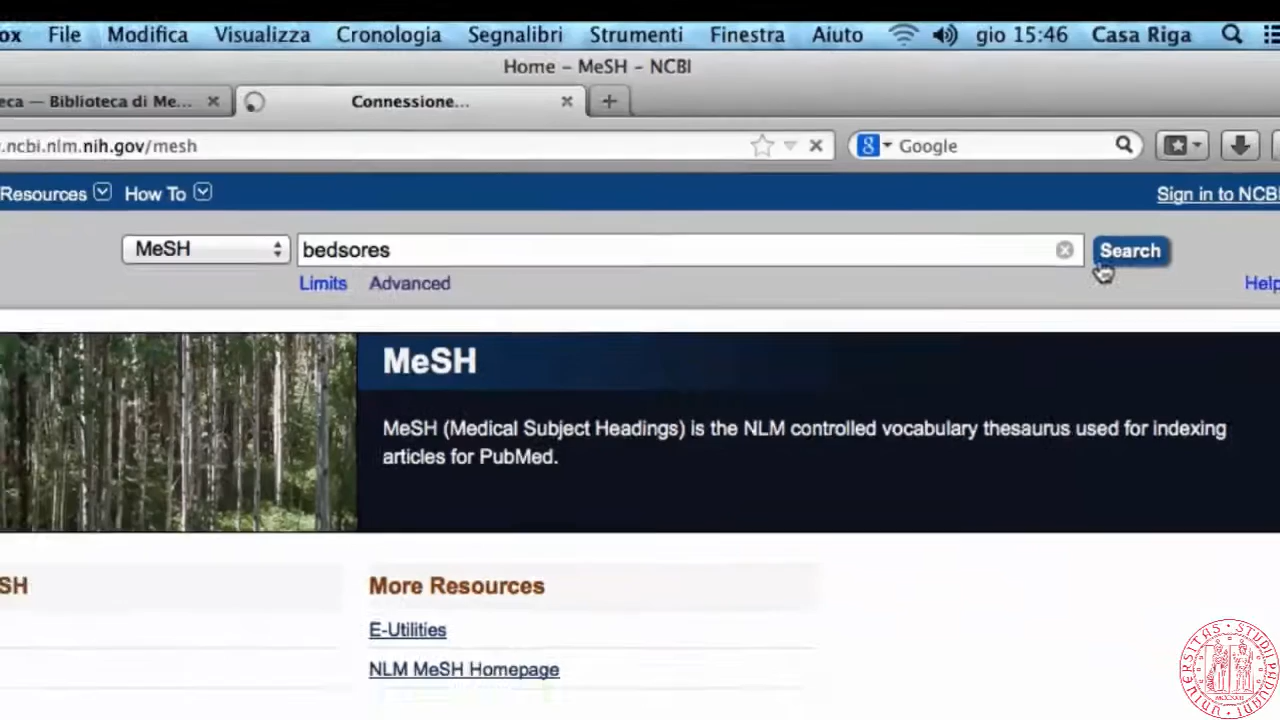 ox File Modifica Visualizza Cronologia Segnalibri Strumenti Finestra Aiuto gio 15:46 Casa Riga
Home – MeSH – NCBI
eca — Biblioteca di Me... Connessione...
.ncbi.nlm.nih.gov/mesh Google
Resources How To Sign in to NCBI
MeSH bedsores Search
Limits Advanced Help
MeSH
MeSH (Medical Subject Headings) is the NLM controlled vocabulary thesaurus used for indexing
articles for PubMed.
SH More Resources
E-Utilities
NLM MeSH Homepage